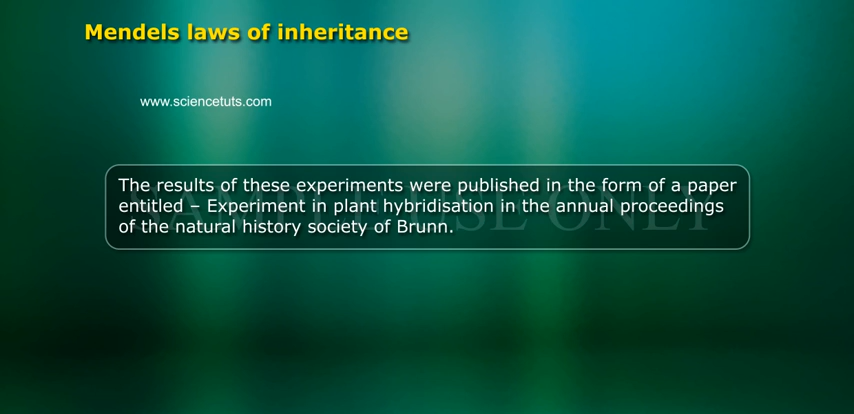 Mendels laws of inheritance
www.sciencetuts.com
The results of these experiments were published in the form of a paper
entitled – Experiment in plant hybridisation in the annual proceedings
of the natural history society of Brunn.